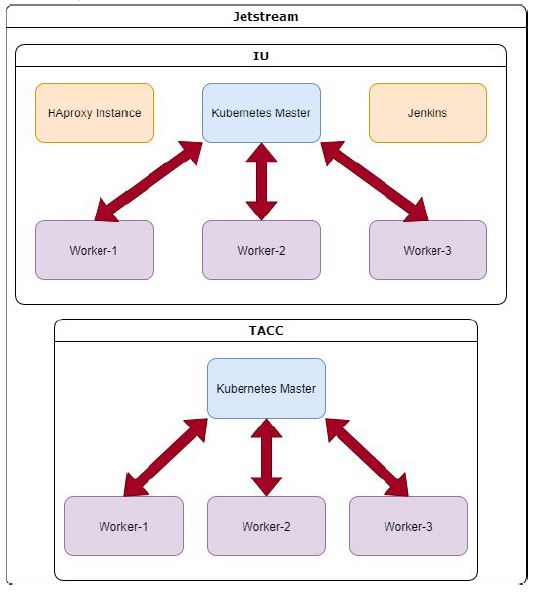 Jetstream
IU
HAproxy Instance
Kubernetes Master
Jenkins
Worker-1
Worker-2
Worker-3
TACC
Kubernetes Master
Worker-1
Worker-2
Worker-3